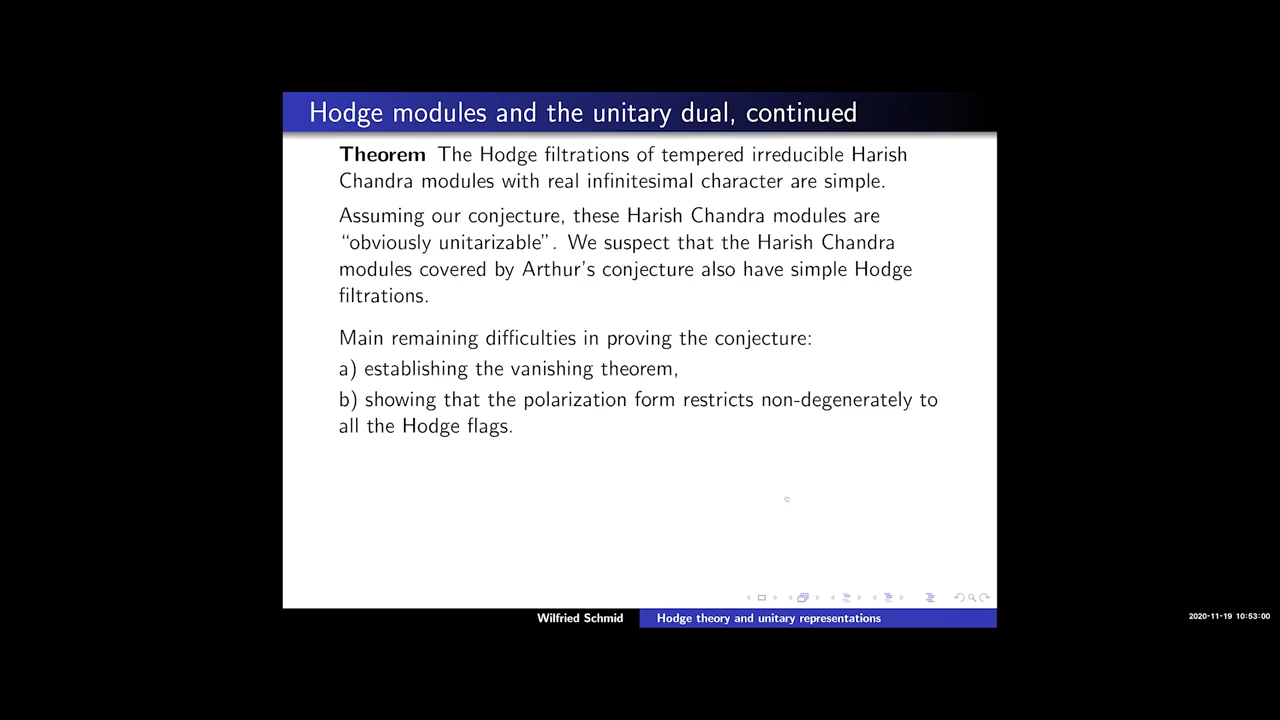 Hodge modules and the unitary dual, continued
Theorem The Hodge filtrations of tempered irreducible Harish
Chandra modules with real infinitesimal character are simple.
Assuming our conjecture, these Harish Chandra modules are
“obviously unitarizable”. We suspect that the Harish Chandra
modules covered by Arthur’s conjecture also have simple Hodge
filtrations.
Main remaining difficulties in proving the conjecture:
a) establishing the vanishing theorem,
b) showing that the polarization form restricts non-degenerately to
all the Hodge flags.
Wilfried Schmid
Hodge theory and unitary representations
2020-11-19 10:53:00